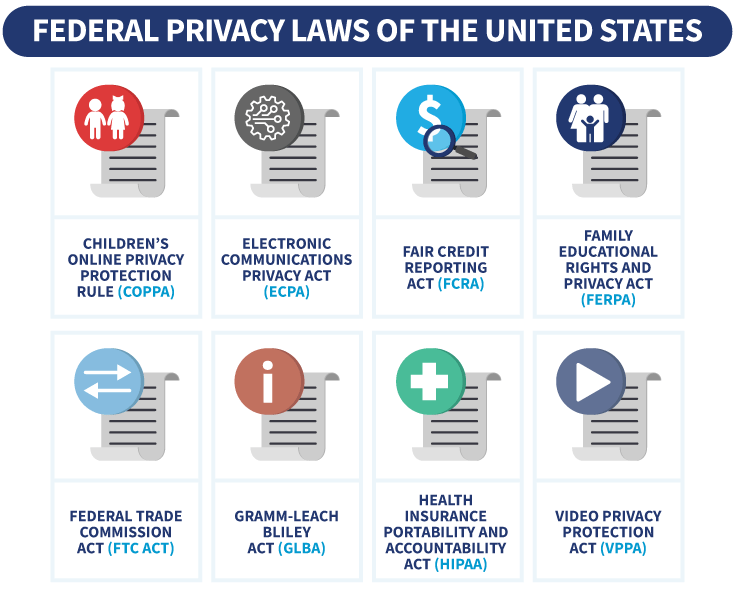 FEDERAL PRIVACY LAWS OF THE UNITED STATES
CHILDREN’S
ONLINE PRIVACY
PROTECTION
RULE (COPPA)
ELECTRONIC
COMMUNICATIONS
PRIVACY ACT
(ECPA)
FAIR CREDIT
REPORTING
ACT (FCRA)
FAMILY
EDUCATIONAL
RIGHTS AND
PRIVACY ACT
(FERPA)
FEDERAL TRADE
COMMISSION
ACT (FTC ACT)
GRAMM-LEACH
BLILEY
ACT (GLBA)
HEALTH
INSURANCE
PORTABILITY AND
ACCOUNTABILITY
ACT (HIPAA)
VIDEO PRIVACY
PROTECTION
ACT (VPPA)